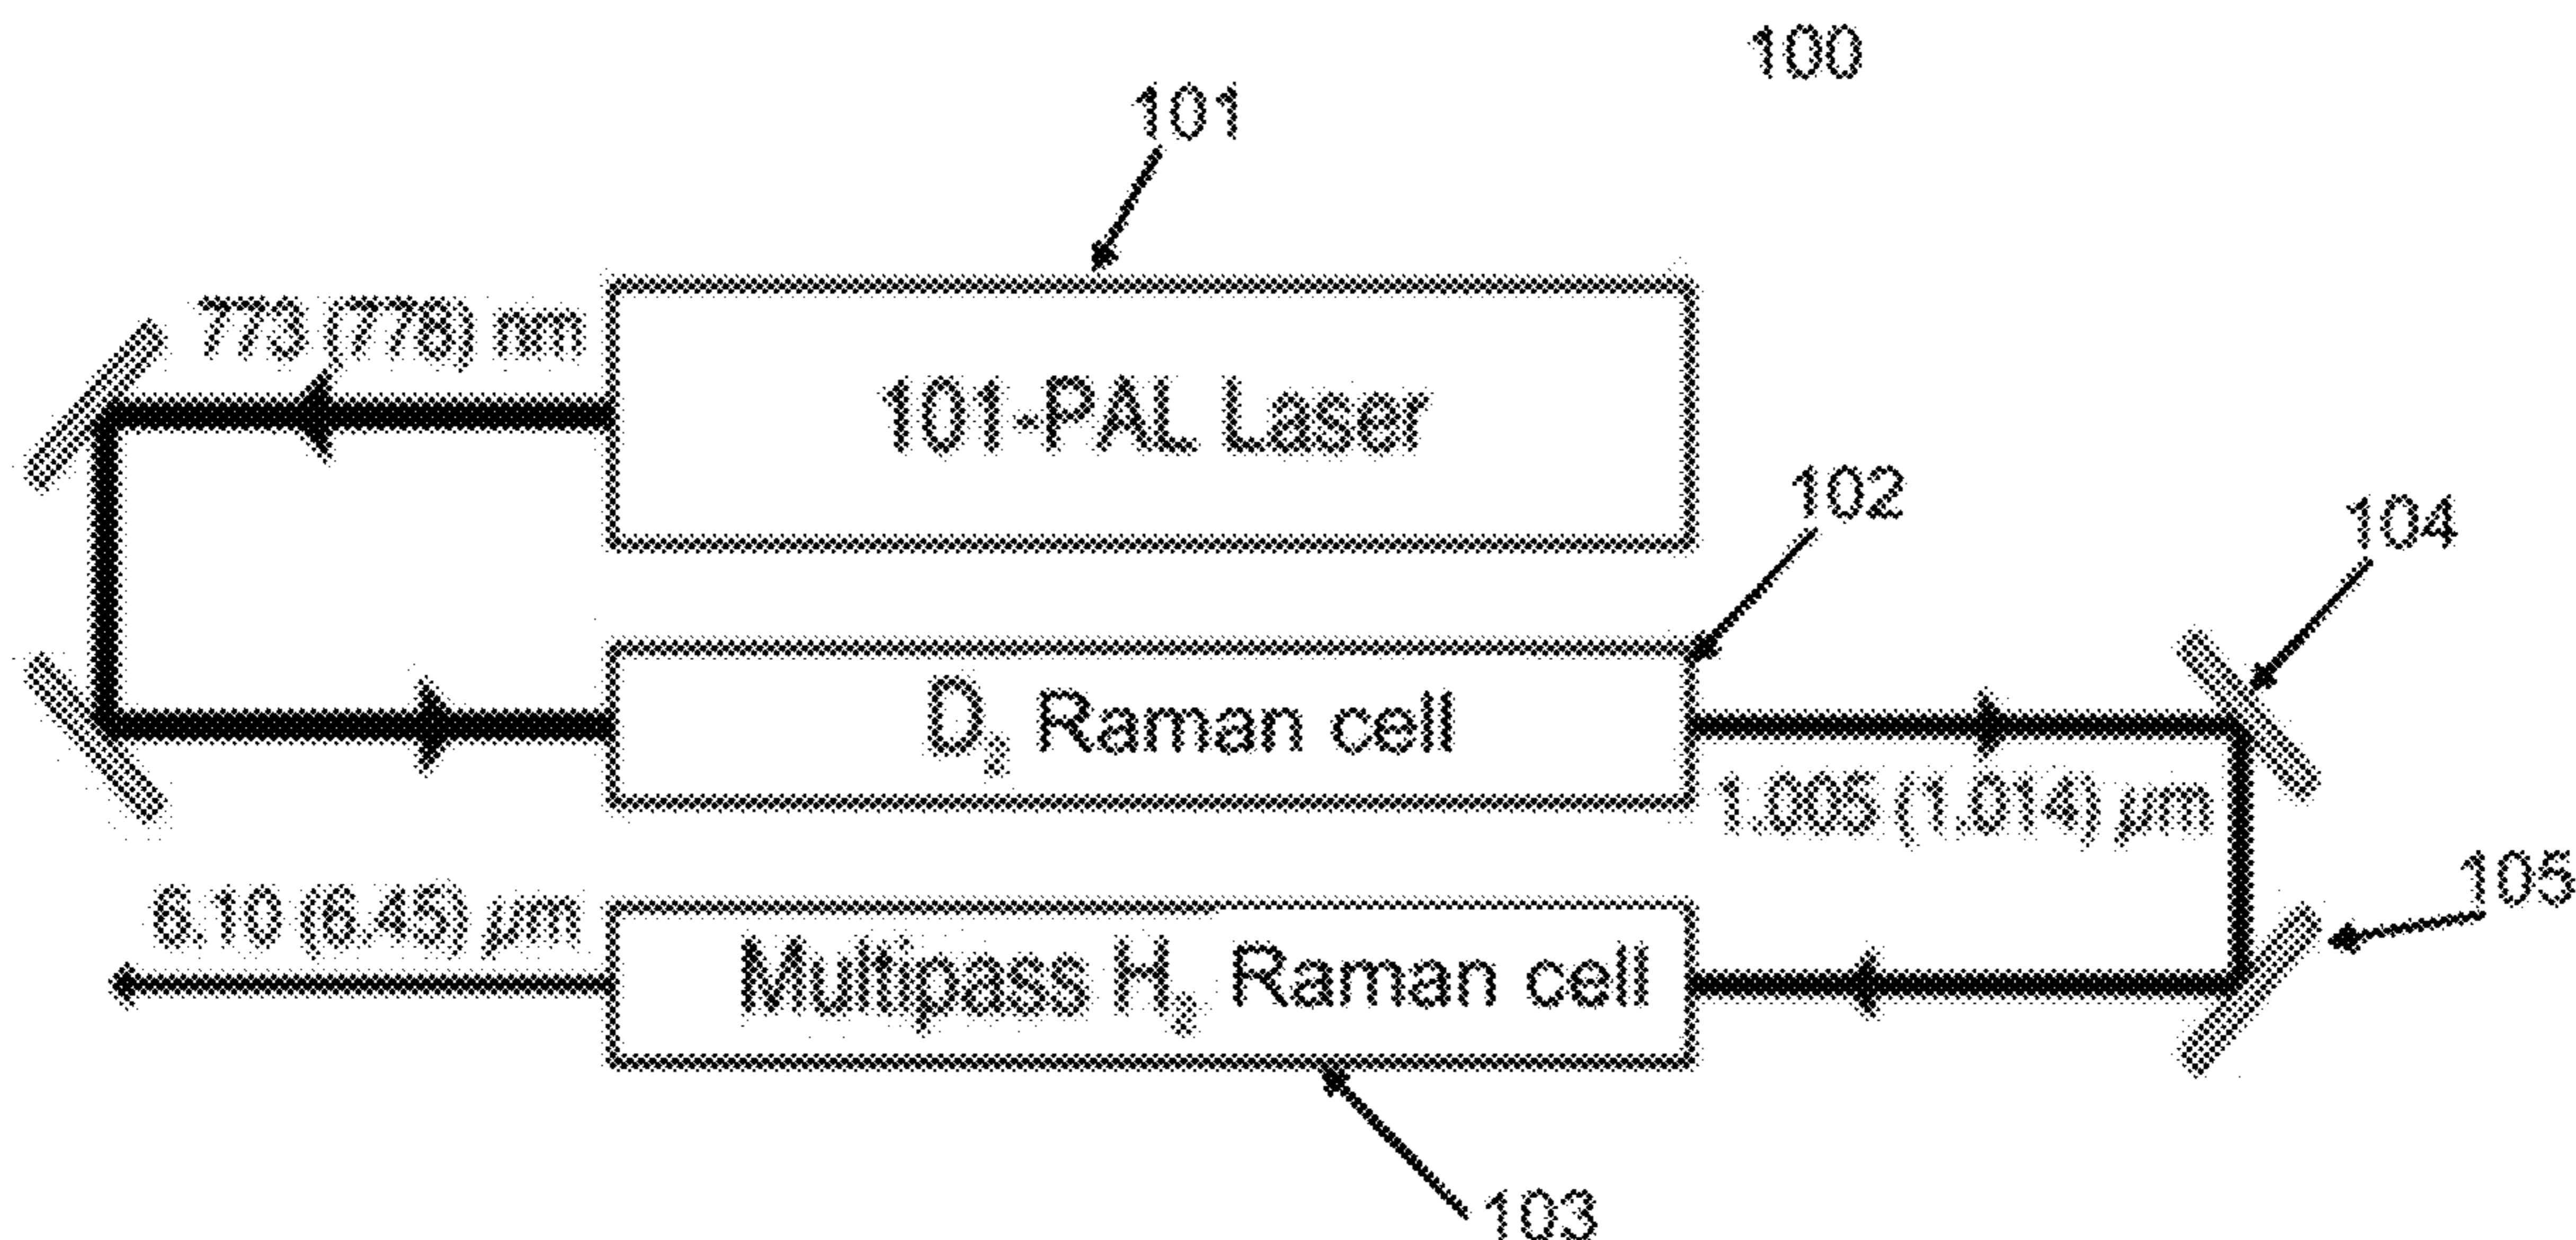 100
101
773 (778) nm
101-PAL Laser
102
104
D₂ Raman cell
1.005 (1.014) μm
105
6.10 (6.45) μm
Multipass H₂ Raman cell
103